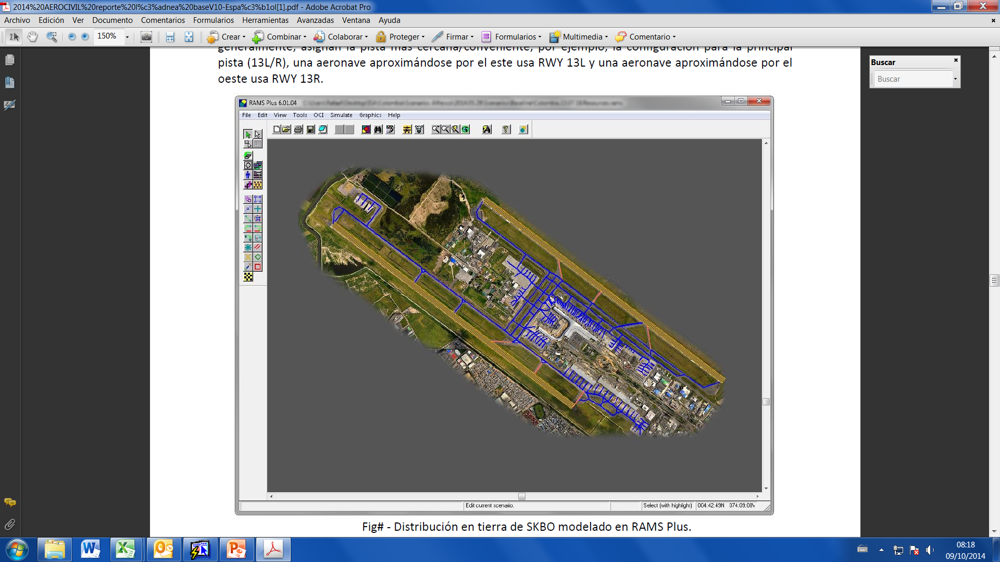 2014%20AEROCIVIL%20reporte%20l%c3%adnea%20baseV10-Espa%c3%b1ol[1].pdf - Adobe Acrobat Pro
Archivo Edición Ver Documento Comentarios Formularios Herramientas Avanzadas Ventana Ayuda
150% Crear Combinar Colaborar Proteger Firmar Formularios Multimedia Comentario
generalmente, asignan la pista más cercana/conveniente, por ejemplo, la configuración para la principal
pista (13L/R), una aeronave aproximándose por el este usa RWY 13L y una aeronave aproximándose por el
oeste usa RWY 13R.
Buscar
Buscar
RAMS Plus 6.01.04
File Edit View Tools OCI Simulate Graphics Help
Edit current scenario. Select (with highlight) 004:42:49N 074:09:08W
Fig# - Distribución en tierra de SKBO modelado en RAMS Plus.
08:18
09/10/2014